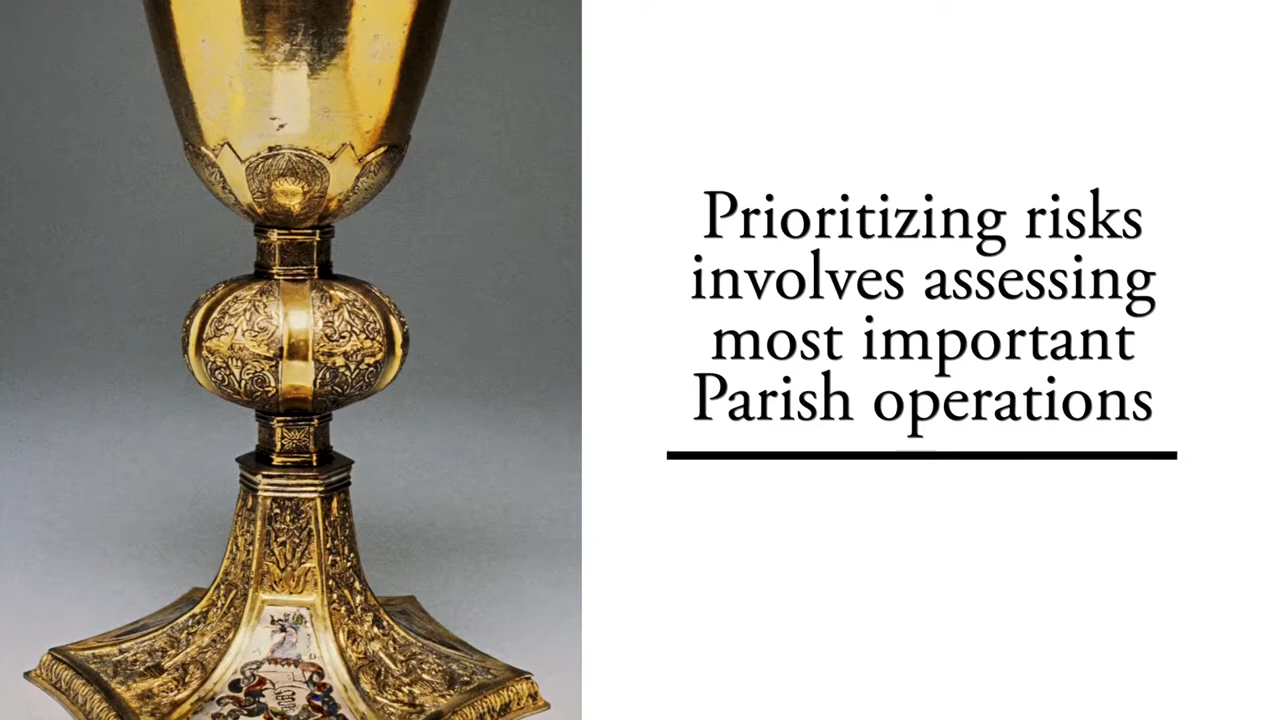 Prioritizing risks
involves assessing
most important
Parish operations